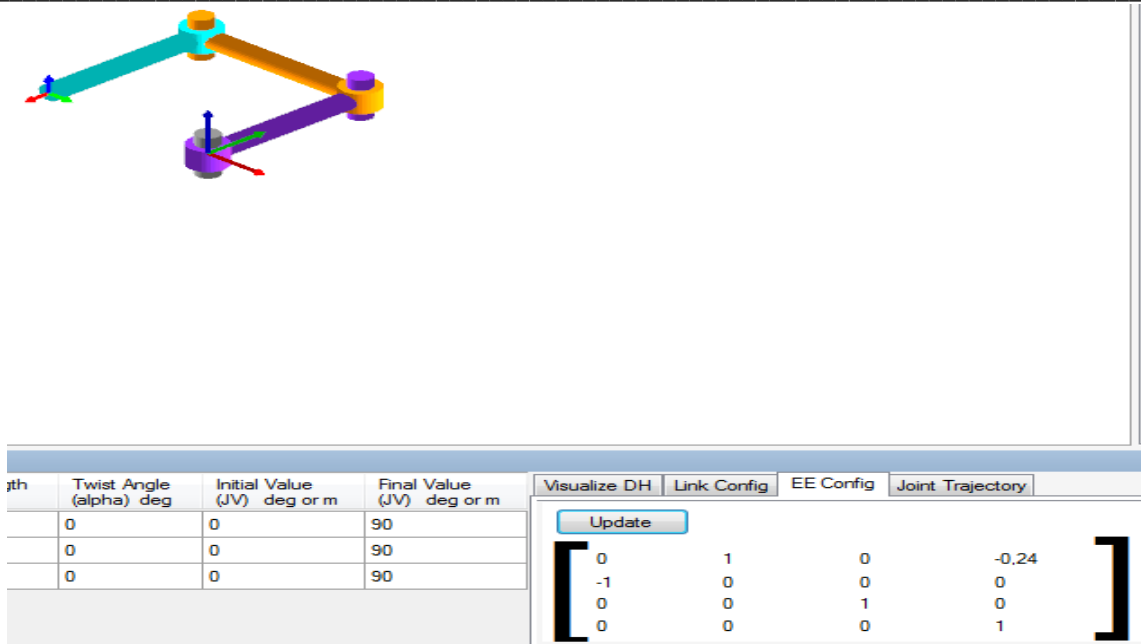 gth Twist Angle (alpha) deg Initial Value (JV) deg or m Final Value (JV) deg or m
0 0 90
0 0 90
0 0 90
Visualize DH Link Config EE Config Joint Trajectory
Update
0 1 0 -0,24
-1 0 0 0
0 0 1 0
0 0 0 1